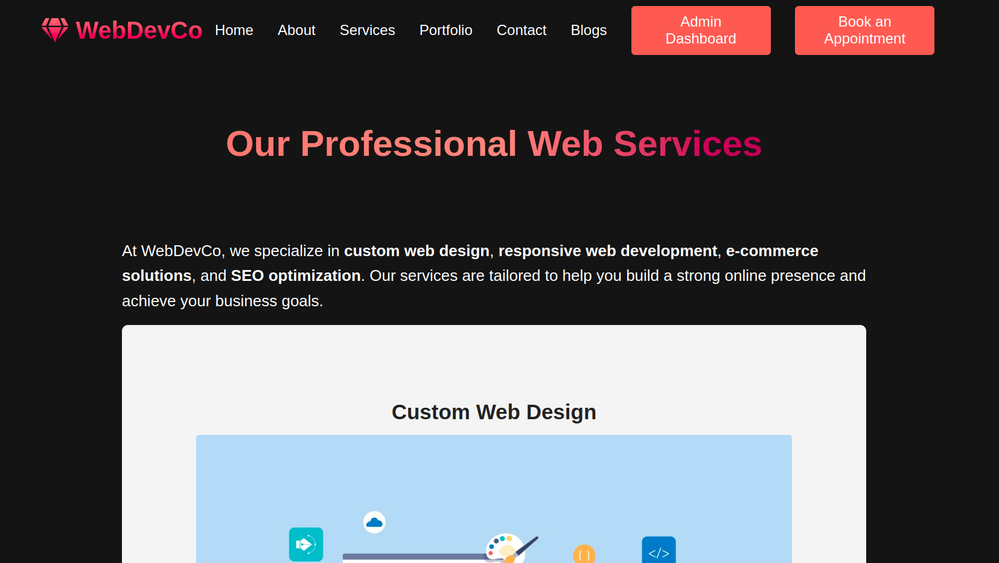 WebDevCo
Home
About
Services
Portfolio
Contact
Blogs
Admin
Dashboard
Book an
Appointment
Our Professional Web Services
At WebDevCo, we specialize in custom web design, responsive web development, e-commerce
solutions, and SEO optimization. Our services are tailored to help you build a strong online presence and
achieve your business goals.
Custom Web Design
{ }
</>